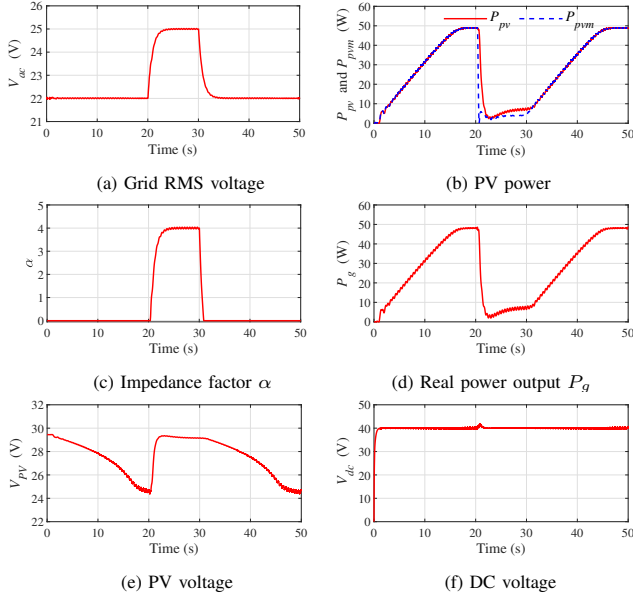 26
25
24
23
22
21
V_ac (V)
0 10 20 30 40 50
Time (s)
(a) Grid RMS voltage
60
50
40
30
20
10
0
P_pv and P_pvm (W)
P_pv P_pvm
0 10 20 30 40 50
Time (s)
(b) PV power
5
4
3
2
1
0
α
0 10 20 30 40 50
Time (s)
(c) Impedance factor α
60
50
40
30
20
10
0
P_g (W)
0 10 20 30 40 50
Time (s)
(d) Real power output P_g
32
30
28
26
24
22
V_PV (V)
0 10 20 30 40 50
Time (s)
(e) PV voltage
50
40
30
20
10
0
V_dc (V)
0 10 20 30 40 50
Time (s)
(f) DC voltage